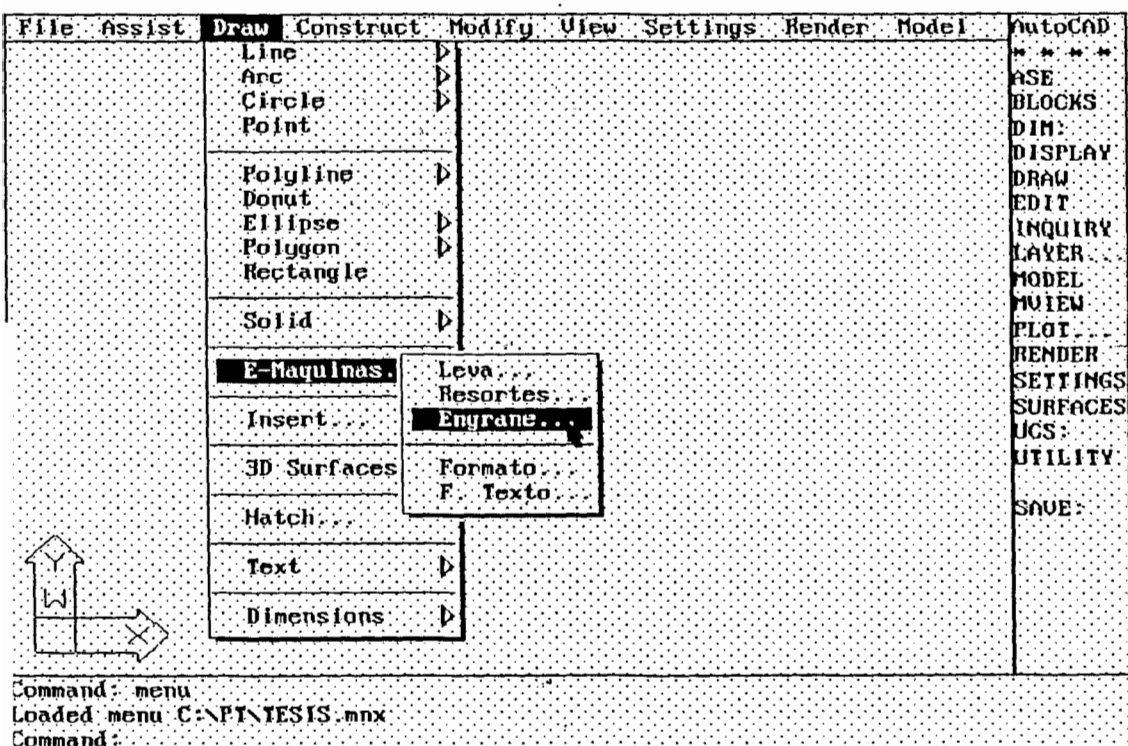 File Assist Draw Construct Modify View Settings Render Model
Line
Arc
Circle
Point
Polyline
Donut
Ellipse
Polygon
Rectangle
Solid
E-Maquinas.
Insert...
3D Surfaces
Hatch...
Text
Dimensions
Leva...
Resortes...
Engrane...
Formato...
F. Texto...
AutoCAD
* * * *
ASE
BLOCKS
DIM:
DISPLAY
DRAW
EDIT
INQUIRY
LAYER...
MODEL
MVIEW
PLOT...
RENDER
SETTINGS
SURFACES
UCS:
UTILITY
SAVE:
Y
W
X
Command: menu
Loaded menu C:\PT\TESIS.mnx
Command: